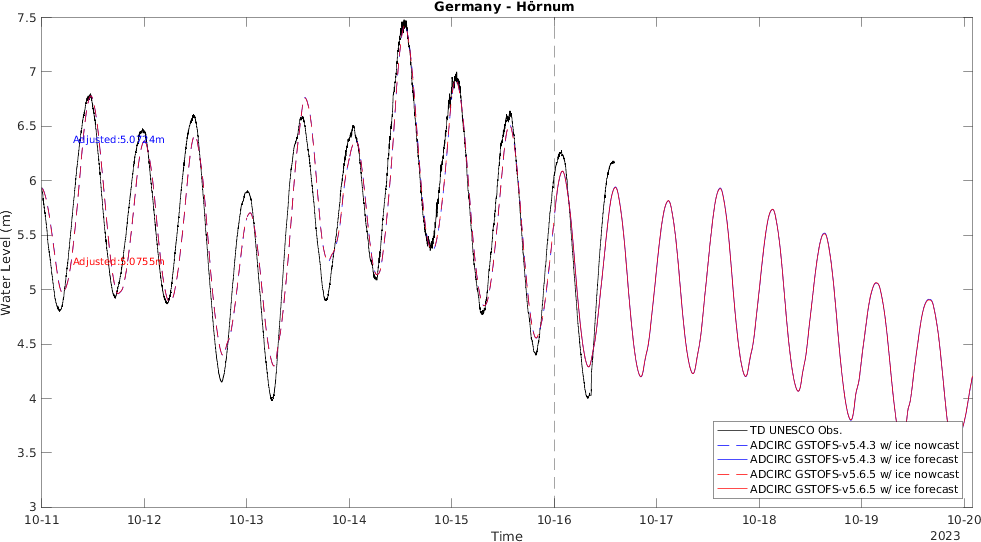 Germany - Hörnum
7.5
7
6.5
6
5.5
5
4.5
4
3.5
3
Water Level (m)
Adjusted:5.0724m
Adjusted:5.0755m
TD UNESCO Obs.
ADCIRC GSTOFS-v5.4.3 w/ ice nowcast
ADCIRC GSTOFS-v5.4.3 w/ ice forecast
ADCIRC GSTOFS-v5.6.5 w/ ice nowcast
ADCIRC GSTOFS-v5.6.5 w/ ice forecast
10-11 10-12 10-13 10-14 10-15 10-16 10-17 10-18 10-19 10-20
Time
2023